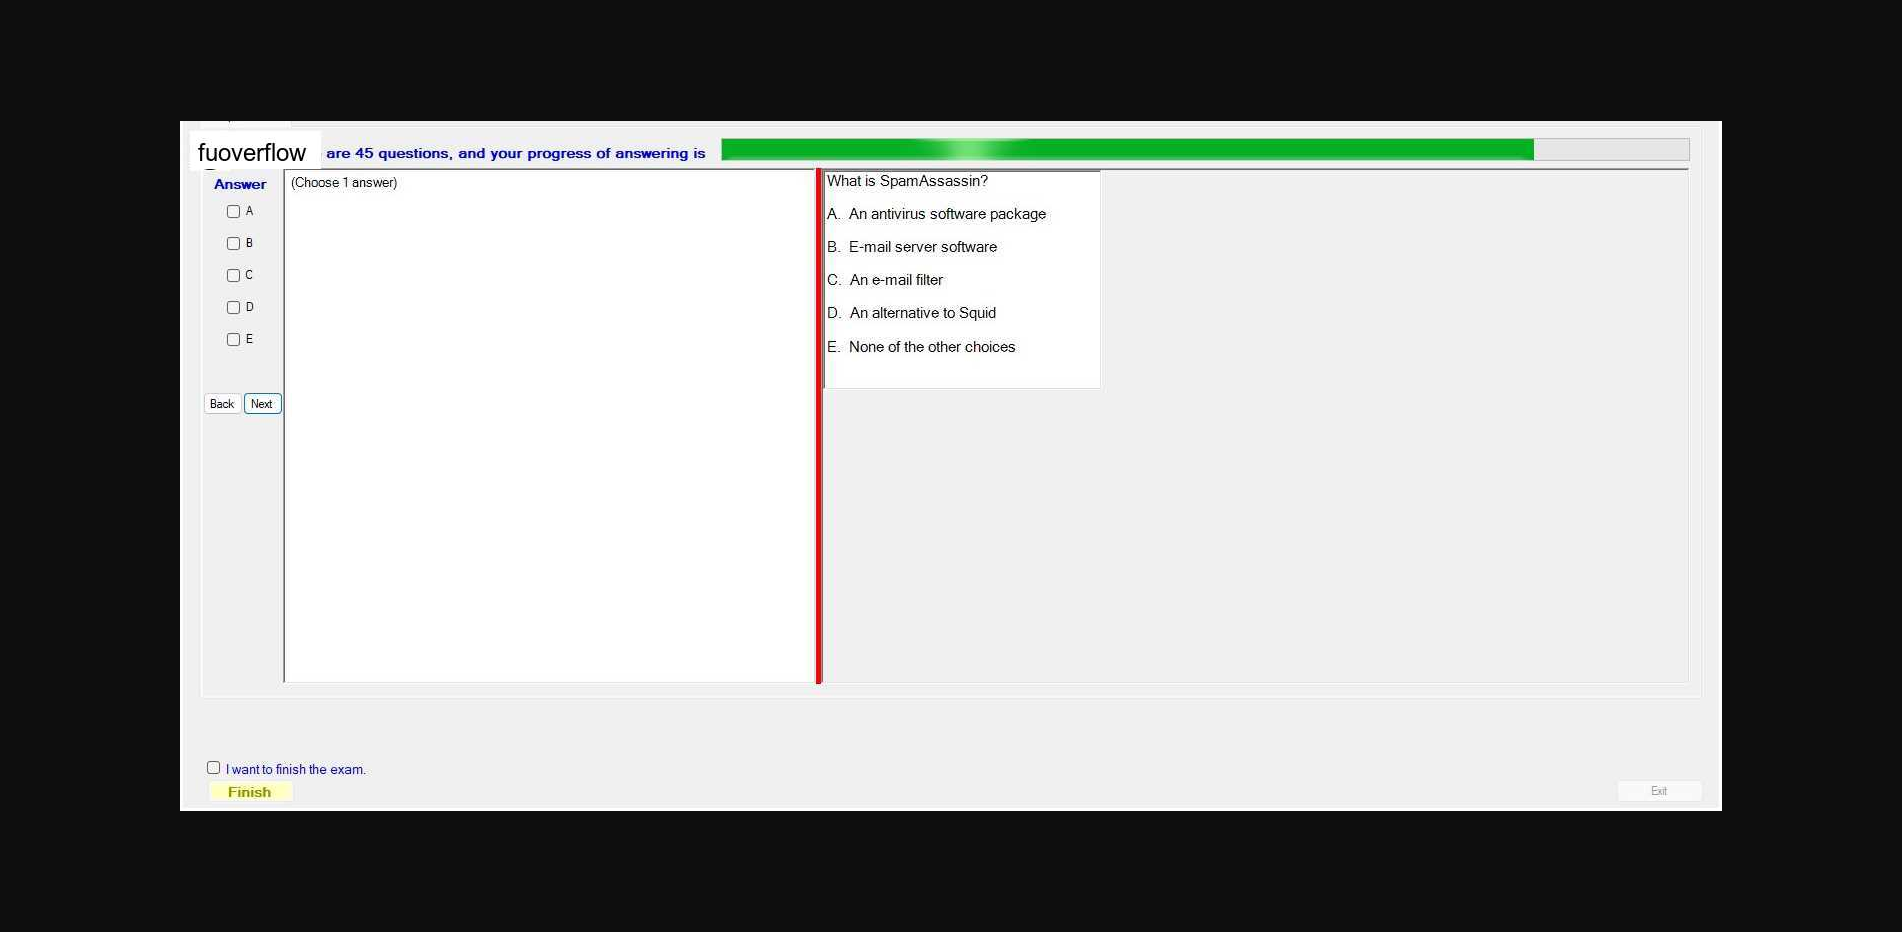 fuoverflow are 45 questions, and your progress of answering is
Answer
A
B
C
D
E
Back Next
(Choose 1 answer)
What is SpamAssassin?
A. An antivirus software package
B. E-mail server software
C. An e-mail filter
D. An alternative to Squid
E. None of the other choices
I want to finish the exam.
Finish
Exit